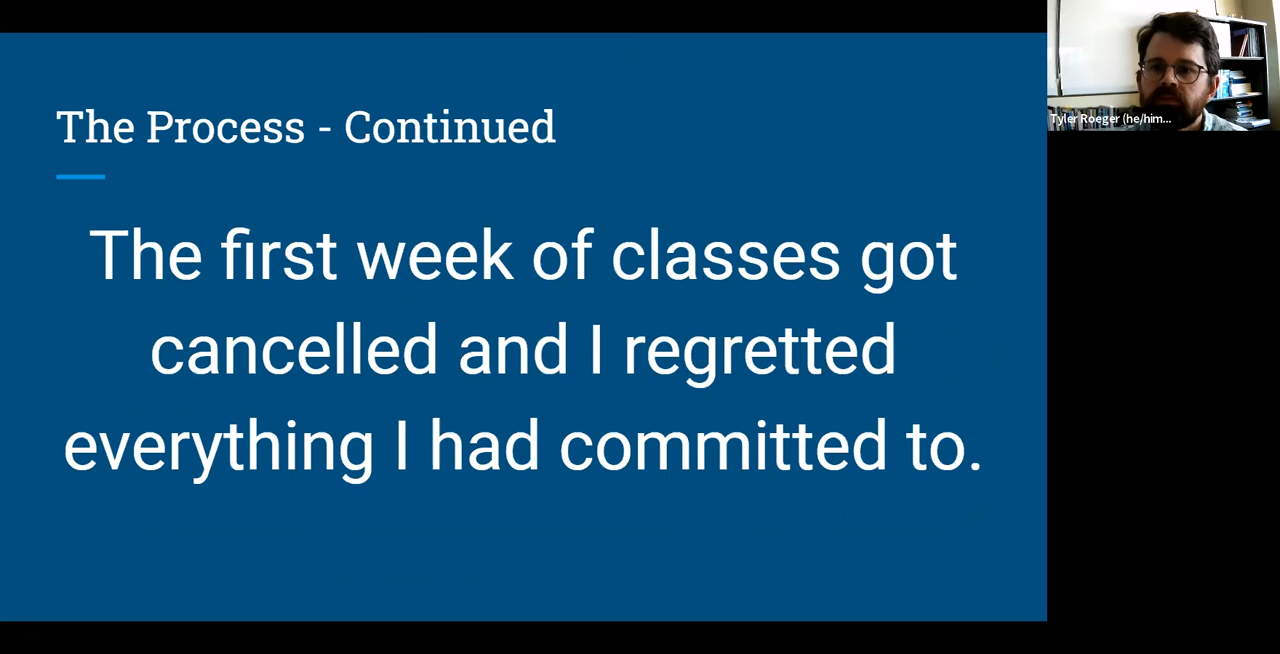 The Process - Continued
The first week of classes got
cancelled and I regretted
everything I had committed to.
Tyler Roeger (he/him...